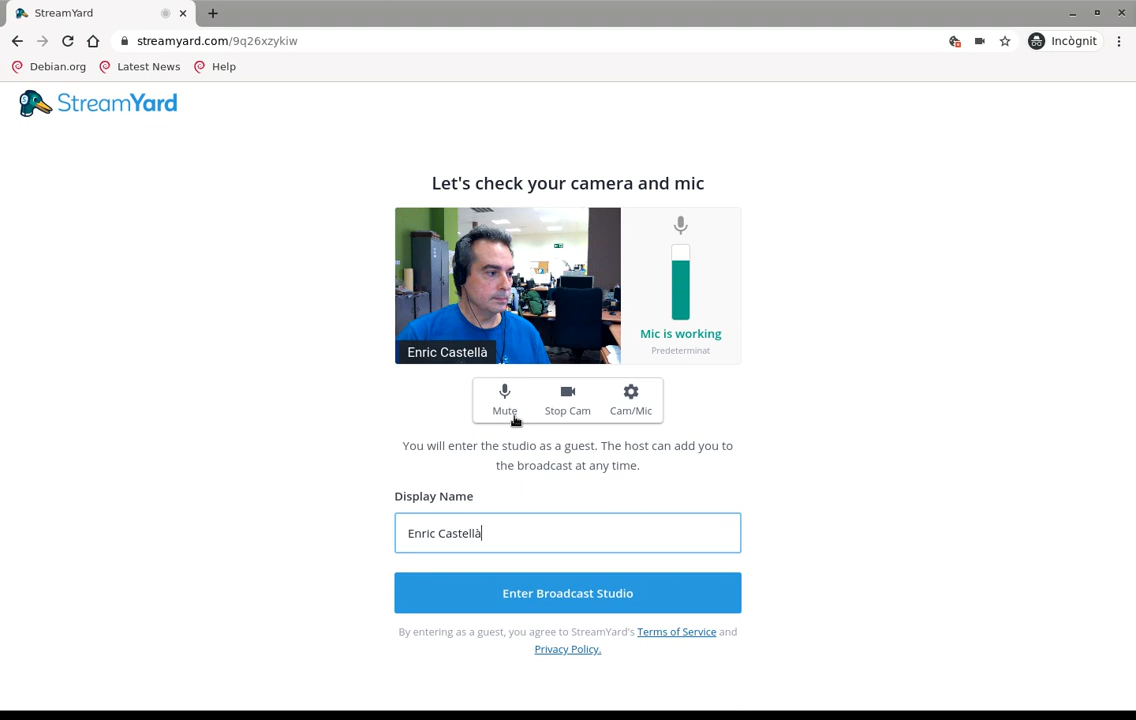 StreamYard
streamyard.com/9q26xzykiw
Incògnit
Debian.org
Latest News
Help
StreamYard
Let's check your camera and mic
Enric Castellà
Mic is working
Predeterminat
Mute
Stop Cam
Cam/Mic
You will enter the studio as a guest. The host can add you to
the broadcast at any time.
Display Name
Enric Castellà
Enter Broadcast Studio
By entering as a guest, you agree to StreamYard's Terms of Service and
Privacy Policy.